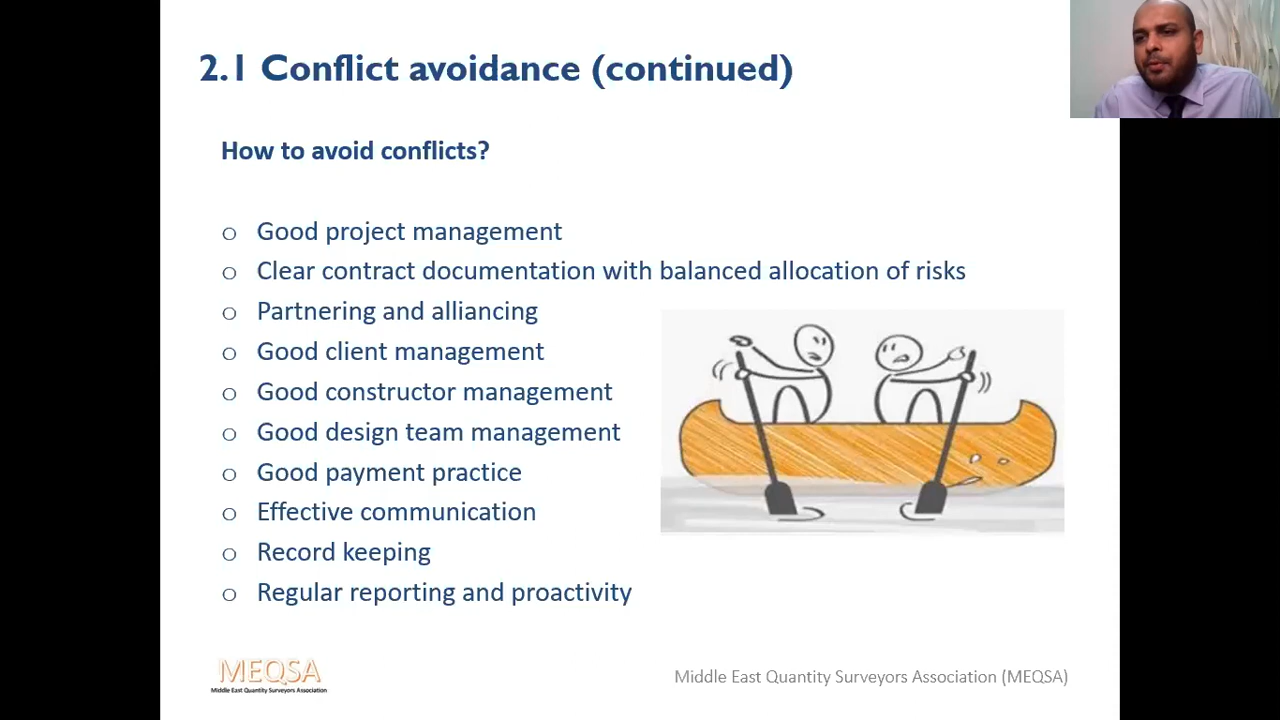 2.1 Conflict avoidance (continued)
How to avoid conflicts?
o Good project management
o Clear contract documentation with balanced allocation of risks
o Partnering and alliancing
o Good client management
o Good constructor management
o Good design team management
o Good payment practice
o Effective communication
o Record keeping
o Regular reporting and proactivity
MEQSA
Middle East Quantity Surveyors Association
Middle East Quantity Surveyors Association (MEQSA)